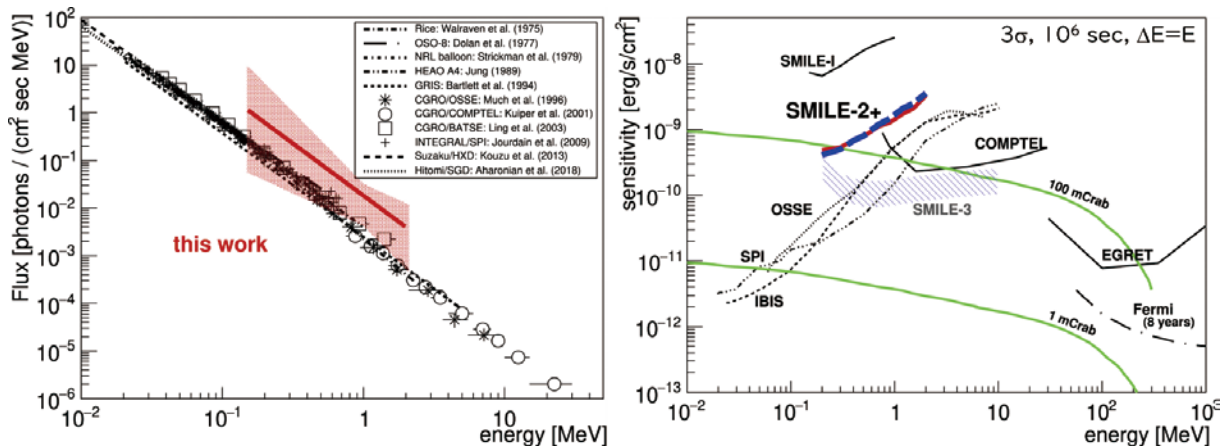 Flux [photons / (cm² sec MeV)]
10²
10
1
10⁻¹
10⁻²
10⁻³
10⁻⁴
10⁻⁵
10⁻⁶
Rice: Walraven et al. (1975)
OSO-8: Dolan et al. (1977)
NRL balloon: Strickman et al. (1979)
HEAO A4: Jung (1989)
GRIS: Bartlett et al. (1994)
CGRO/OSSE: Much et al. (1996)
CGRO/COMPTEL: Kuiper et al. (2001)
CGRO/BATSE: Ling et al. (2003)
INTEGRAL/SPI: Jourdain et al. (2009)
Suzaku/HXD: Kouzu et al. (2013)
Hitomi/SGD: Aharonian et al. (2018)
this work
10⁻² 10⁻¹ 1 10
energy [MeV]
sensitivity [erg/s/cm²]
10⁻⁸
10⁻⁹
10⁻¹⁰
10⁻¹¹
10⁻¹²
10⁻¹³
3σ, 10⁶ sec, ΔE=E
SMILE-I
SMILE-2+
COMPTEL
100 mCrab
OSSE
SMILE-3
SPI
EGRET
IBIS
Fermi
(8 years)
1 mCrab
10⁻² 10⁻¹ 1 10 10² 10³
energy [MeV]